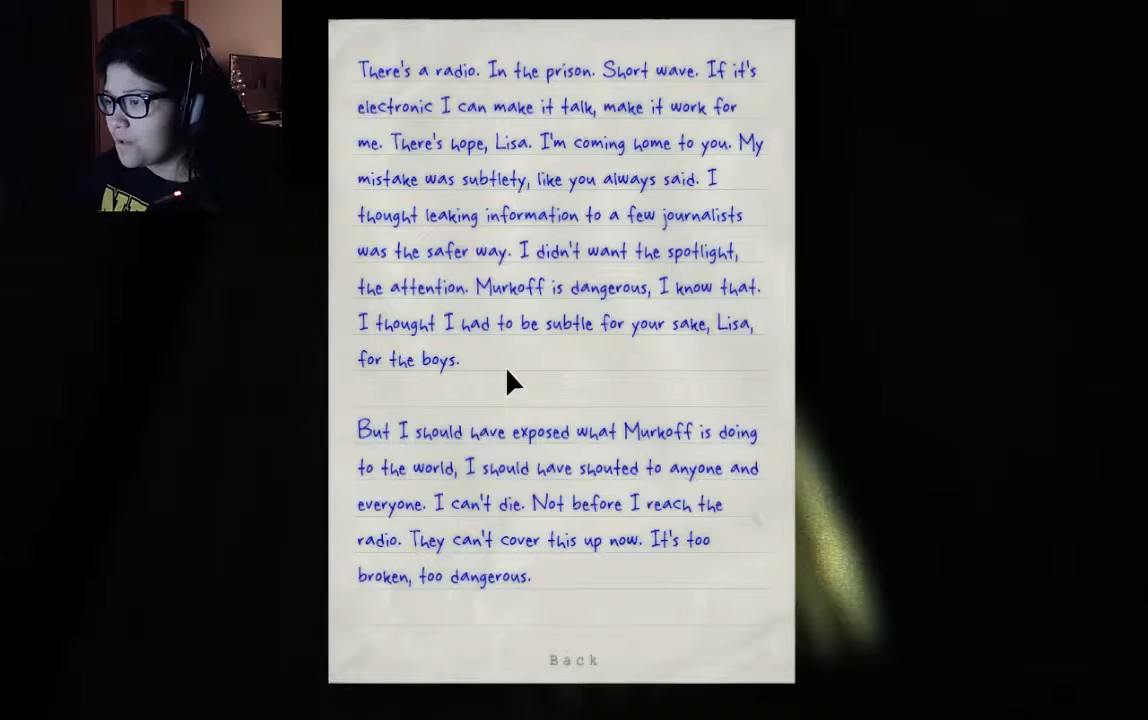 There's a radio. In the prison. Short wave. If it's
electronic I can make it talk, make it work for
me. There's hope, Lisa. I'm coming home to you. My
mistake was subtlety, like you always said. I
thought leaking information to a few journalists
was the safer way. I didn't want the spotlight,
the attention. Murkoff is dangerous, I know that.
I thought I had to be subtle for your sake, Lisa,
for the boys.
But I should have exposed what Murkoff is doing
to the world, I should have shouted to anyone and
everyone. I can't die. Not before I reach the
radio. They can't cover this up now. It's too
broken, too dangerous.
Back